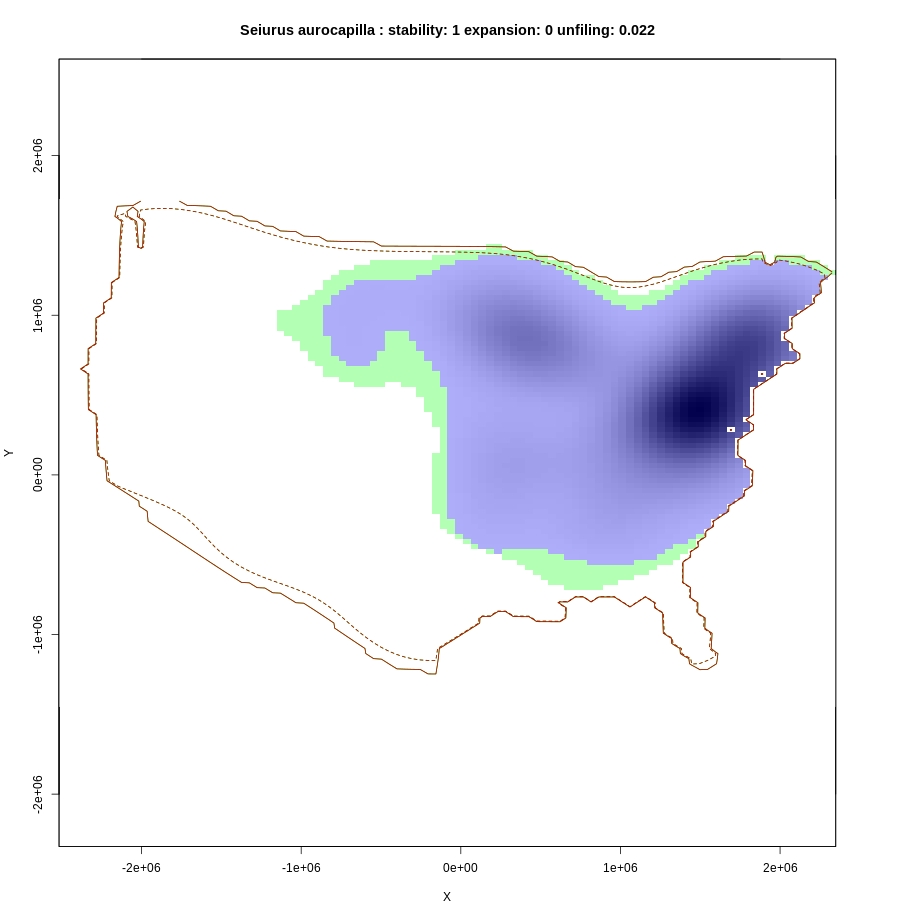 Seiurus aurocapilla : stability: 1 expansion: 0 unfiling: 0.022
2e+06
1e+06
0e+00
-1e+06
-2e+06
Y
-2e+06 -1e+06 0e+00 1e+06 2e+06
X